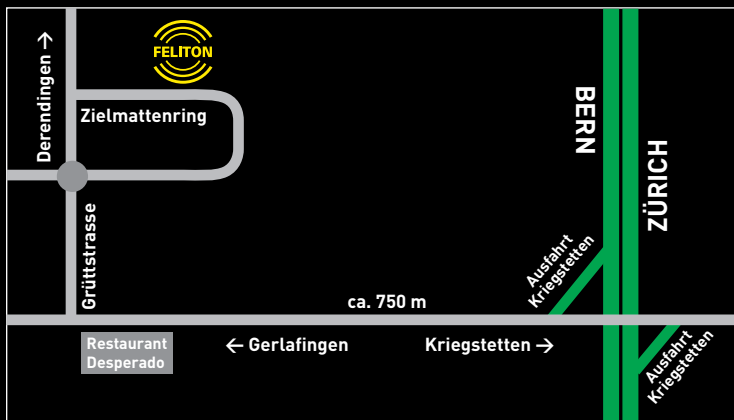 Derendingen →
FELITON
Zielmattenring
BERN
ZÜRICH
Grüttstrasse
Ausfahrt
Kriegstetten
ca. 750 m
Restaurant
Desperado
← Gerlafingen
Kriegstetten →
Ausfahrt
Kriegstetten